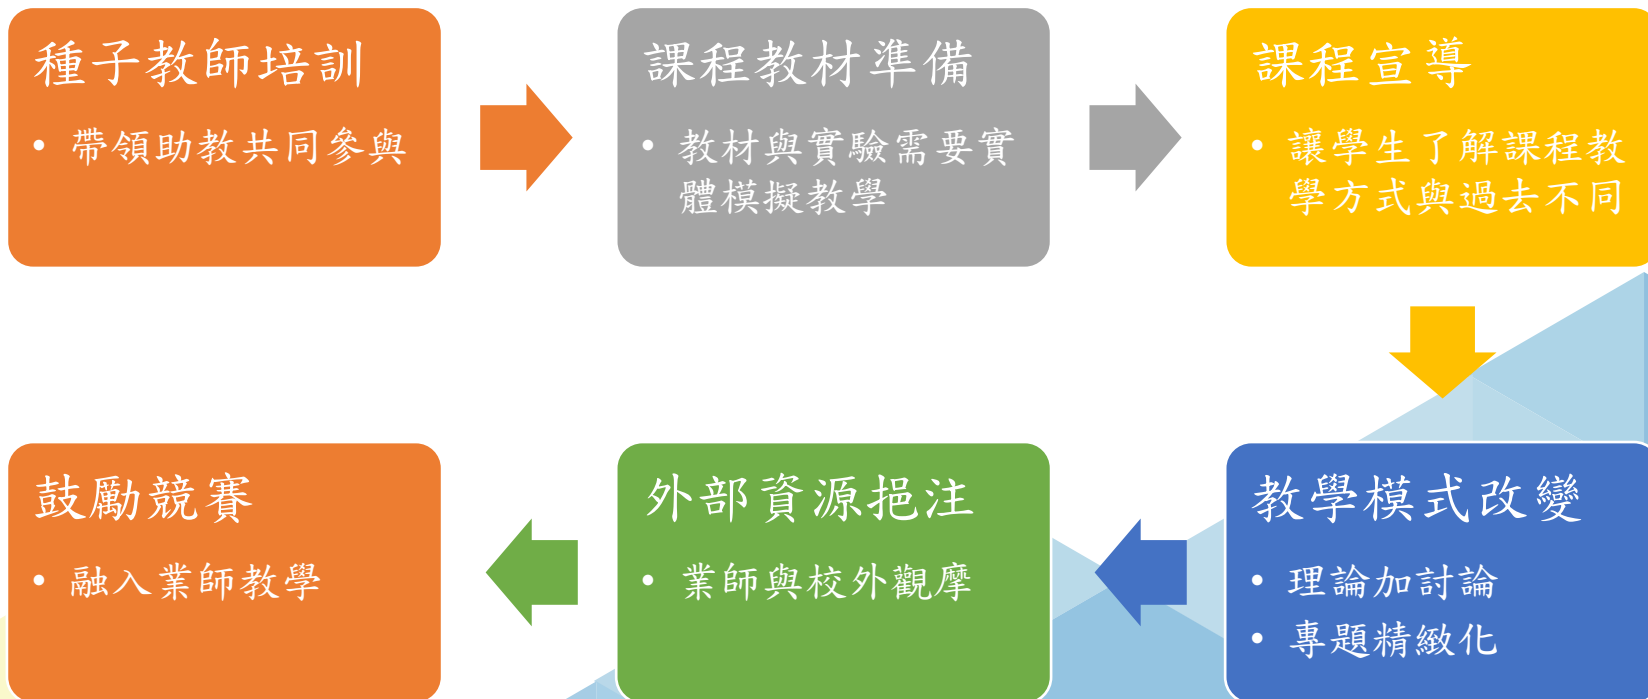 種子教師培訓
• 帶領助教共同參與
課程教材準備
• 教材與實驗需要實
體模擬教學
課程宣導
• 讓學生了解課程教
學方式與過去不同
教學模式改變
• 理論加討論
• 專題精緻化
外部資源挹注
• 業師與校外觀摩
鼓勵競賽
• 融入業師教學